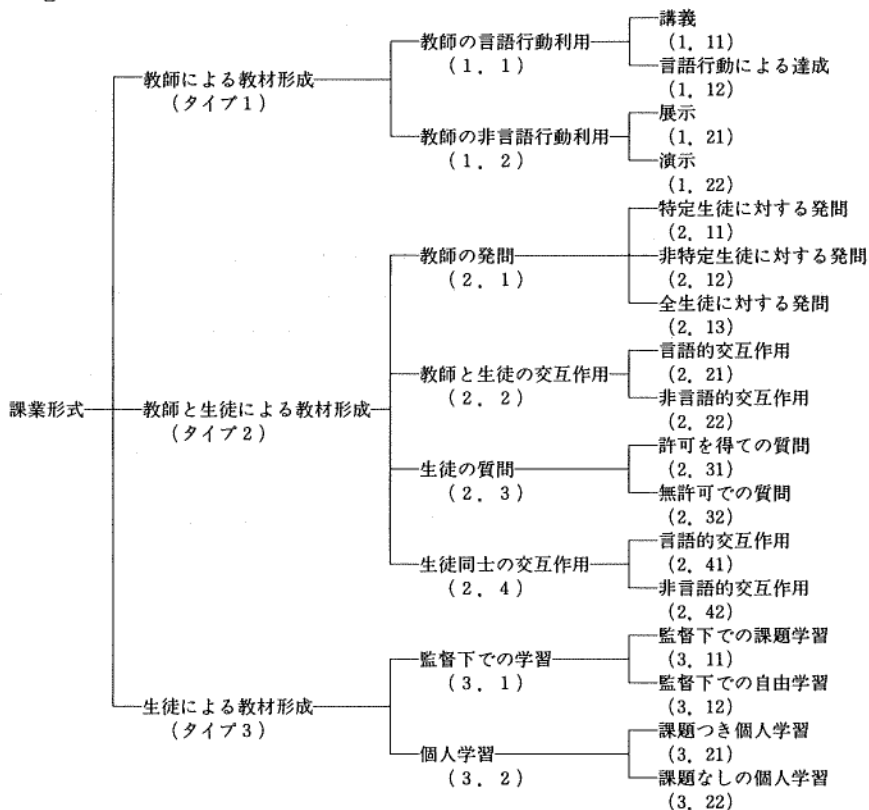 課業形式
教師による教材形成
(タイプ1)
教師の言語行動利用
(1. 1)
講義
(1. 11)
言語行動による達成
(1. 12)
教師の非言語行動利用
(1. 2)
展示
(1. 21)
演示
(1. 22)
教師と生徒による教材形成
(タイプ2)
教師の発問
(2. 1)
特定生徒に対する発問
(2. 11)
非特定生徒に対する発問
(2. 12)
全生徒に対する発問
(2. 13)
教師と生徒の交互作用
(2. 2)
言語的交互作用
(2. 21)
非言語的交互作用
(2. 22)
生徒の質問
(2. 3)
許可を得ての質問
(2. 31)
無許可での質問
(2. 32)
生徒同士の交互作用
(2. 4)
言語的交互作用
(2. 41)
非言語的交互作用
(2. 42)
生徒による教材形成
(タイプ3)
監督下での学習
(3. 1)
監督下での課題学習
(3. 11)
監督下での自由学習
(3. 12)
個人学習
(3. 2)
課題つき個人学習
(3. 21)
課題なしの個人学習
(3. 22)